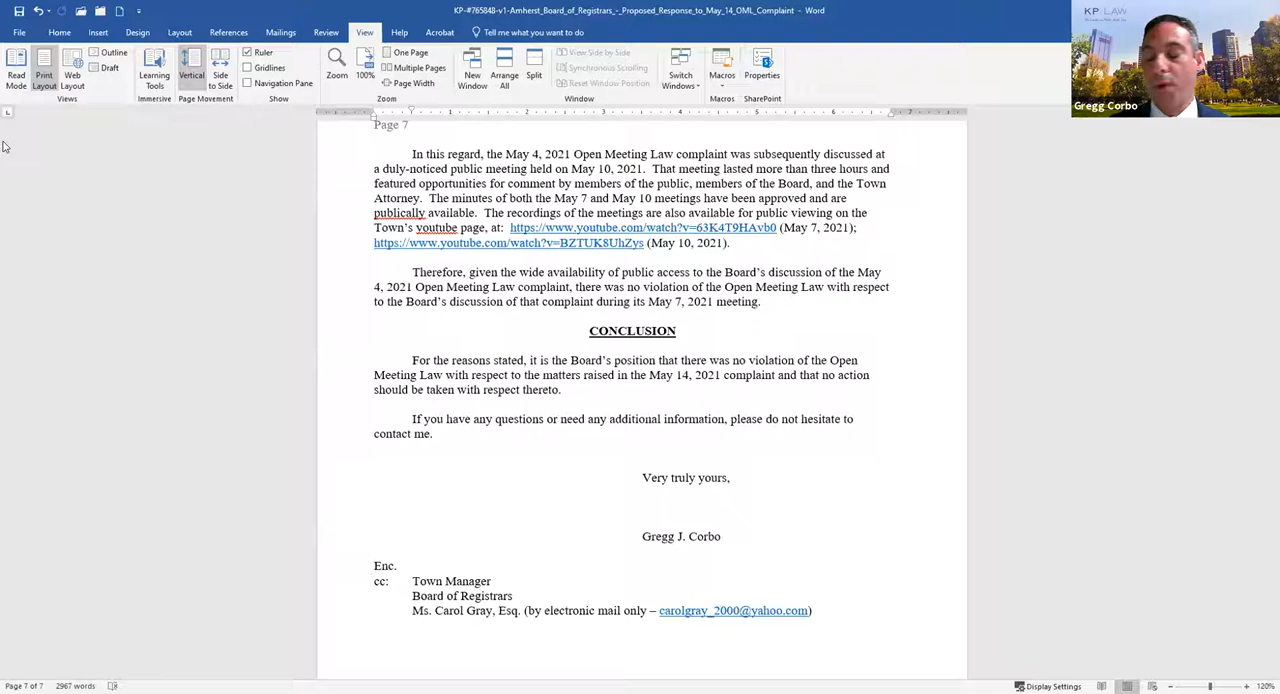 KP-#765848-v1-Amherst_Board_of_Registrars_-_Proposed_Response_to_May_14_OML_Complaint - Word
File Home Insert Design Layout References Mailings Review View Help Acrobat Tell me what you want to do
Read Mode Print Layout Web Layout Outline Draft Views
Learning Tools Immersive
Vertical Side to Side Page Movement
Ruler Gridlines Navigation Pane Show
Zoom 100% One Page Multiple Pages Page Width Zoom
New Window Arrange All Split View Side by Side Synchronous Scrolling Reset Window Position Switch Windows Window
Macros Macros
Properties SharePoint
KP LAW
Gregg Corbo
1 2 3 4 5 6 7
Page 7
In this regard, the May 4, 2021 Open Meeting Law complaint was subsequently discussed at
a duly-noticed public meeting held on May 10, 2021. That meeting lasted more than three hours and
featured opportunities for comment by members of the public, members of the Board, and the Town
Attorney. The minutes of both the May 7 and May 10 meetings have been approved and are
publically available. The recordings of the meetings are also available for public viewing on the
Town's youtube page, at: https://www.youtube.com/watch?v=63K4T9HAvb0 (May 7, 2021);
https://www.youtube.com/watch?v=BZTUK8UhZys (May 10, 2021).
Therefore, given the wide availability of public access to the Board's discussion of the May
4, 2021 Open Meeting Law complaint, there was no violation of the Open Meeting Law with respect
to the Board's discussion of that complaint during its May 7, 2021 meeting.
CONCLUSION
For the reasons stated, it is the Board's position that there was no violation of the Open
Meeting Law with respect to the matters raised in the May 14, 2021 complaint and that no action
should be taken with respect thereto.
If you have any questions or need any additional information, please do not hesitate to
contact me.
Very truly yours,
Gregg J. Corbo
Enc.
cc: Town Manager
Board of Registrars
Ms. Carol Gray, Esq. (by electronic mail only – carolgray_2000@yahoo.com)
Page 7 of 7 2967 words Display Settings 120%